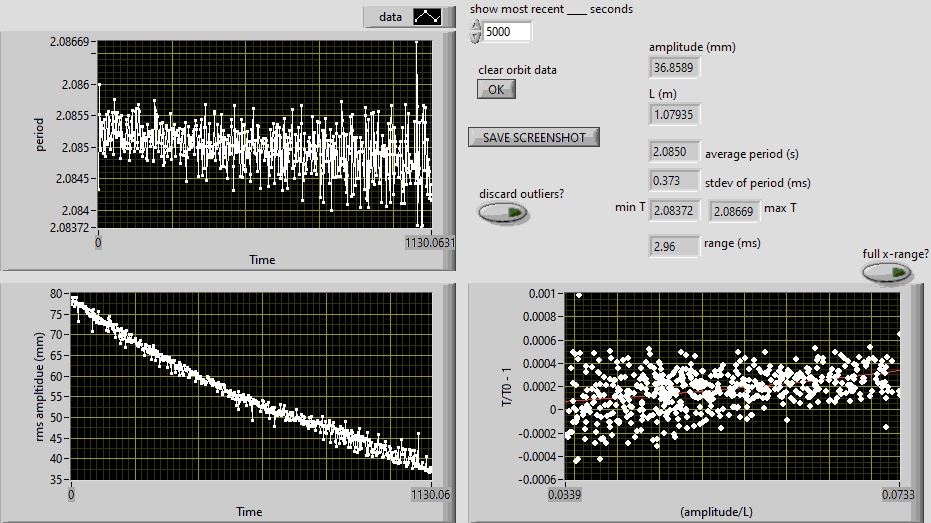 data
show most recent ____ seconds
5000
amplitude (mm)
36.8589
clear orbit data
OK
L (m)
1.07935
SAVE SCREENSHOT
2.0850 average period (s)
0.373 stdev of period (ms)
discard outliers?
min T 2.08372 2.08669 max T
2.96 range (ms)
full x-range?
2.08669
2.086
2.0855
2.085
2.0845
2.084
2.08372
period
0
1130.0631
Time
80
75
70
65
60
55
50
45
40
35
rms ampltidue (mm)
0
1130.06
Time
0.001
0.0008
0.0006
0.0004
0.0002
0
-0.0002
-0.0004
-0.0006
T/T0 - 1
0.0339
0.0733
(amplitude/L)